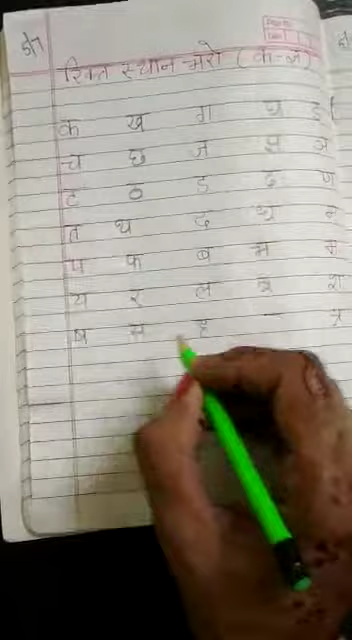 रिक्त स्थान भरो (क-ज्ञ)
क ख ग घ ङ
च छ ज झ ञ
ट ठ ड ढ ण
त थ द ध न
प फ ब भ म
य र ल व श
ष स ह — त्र